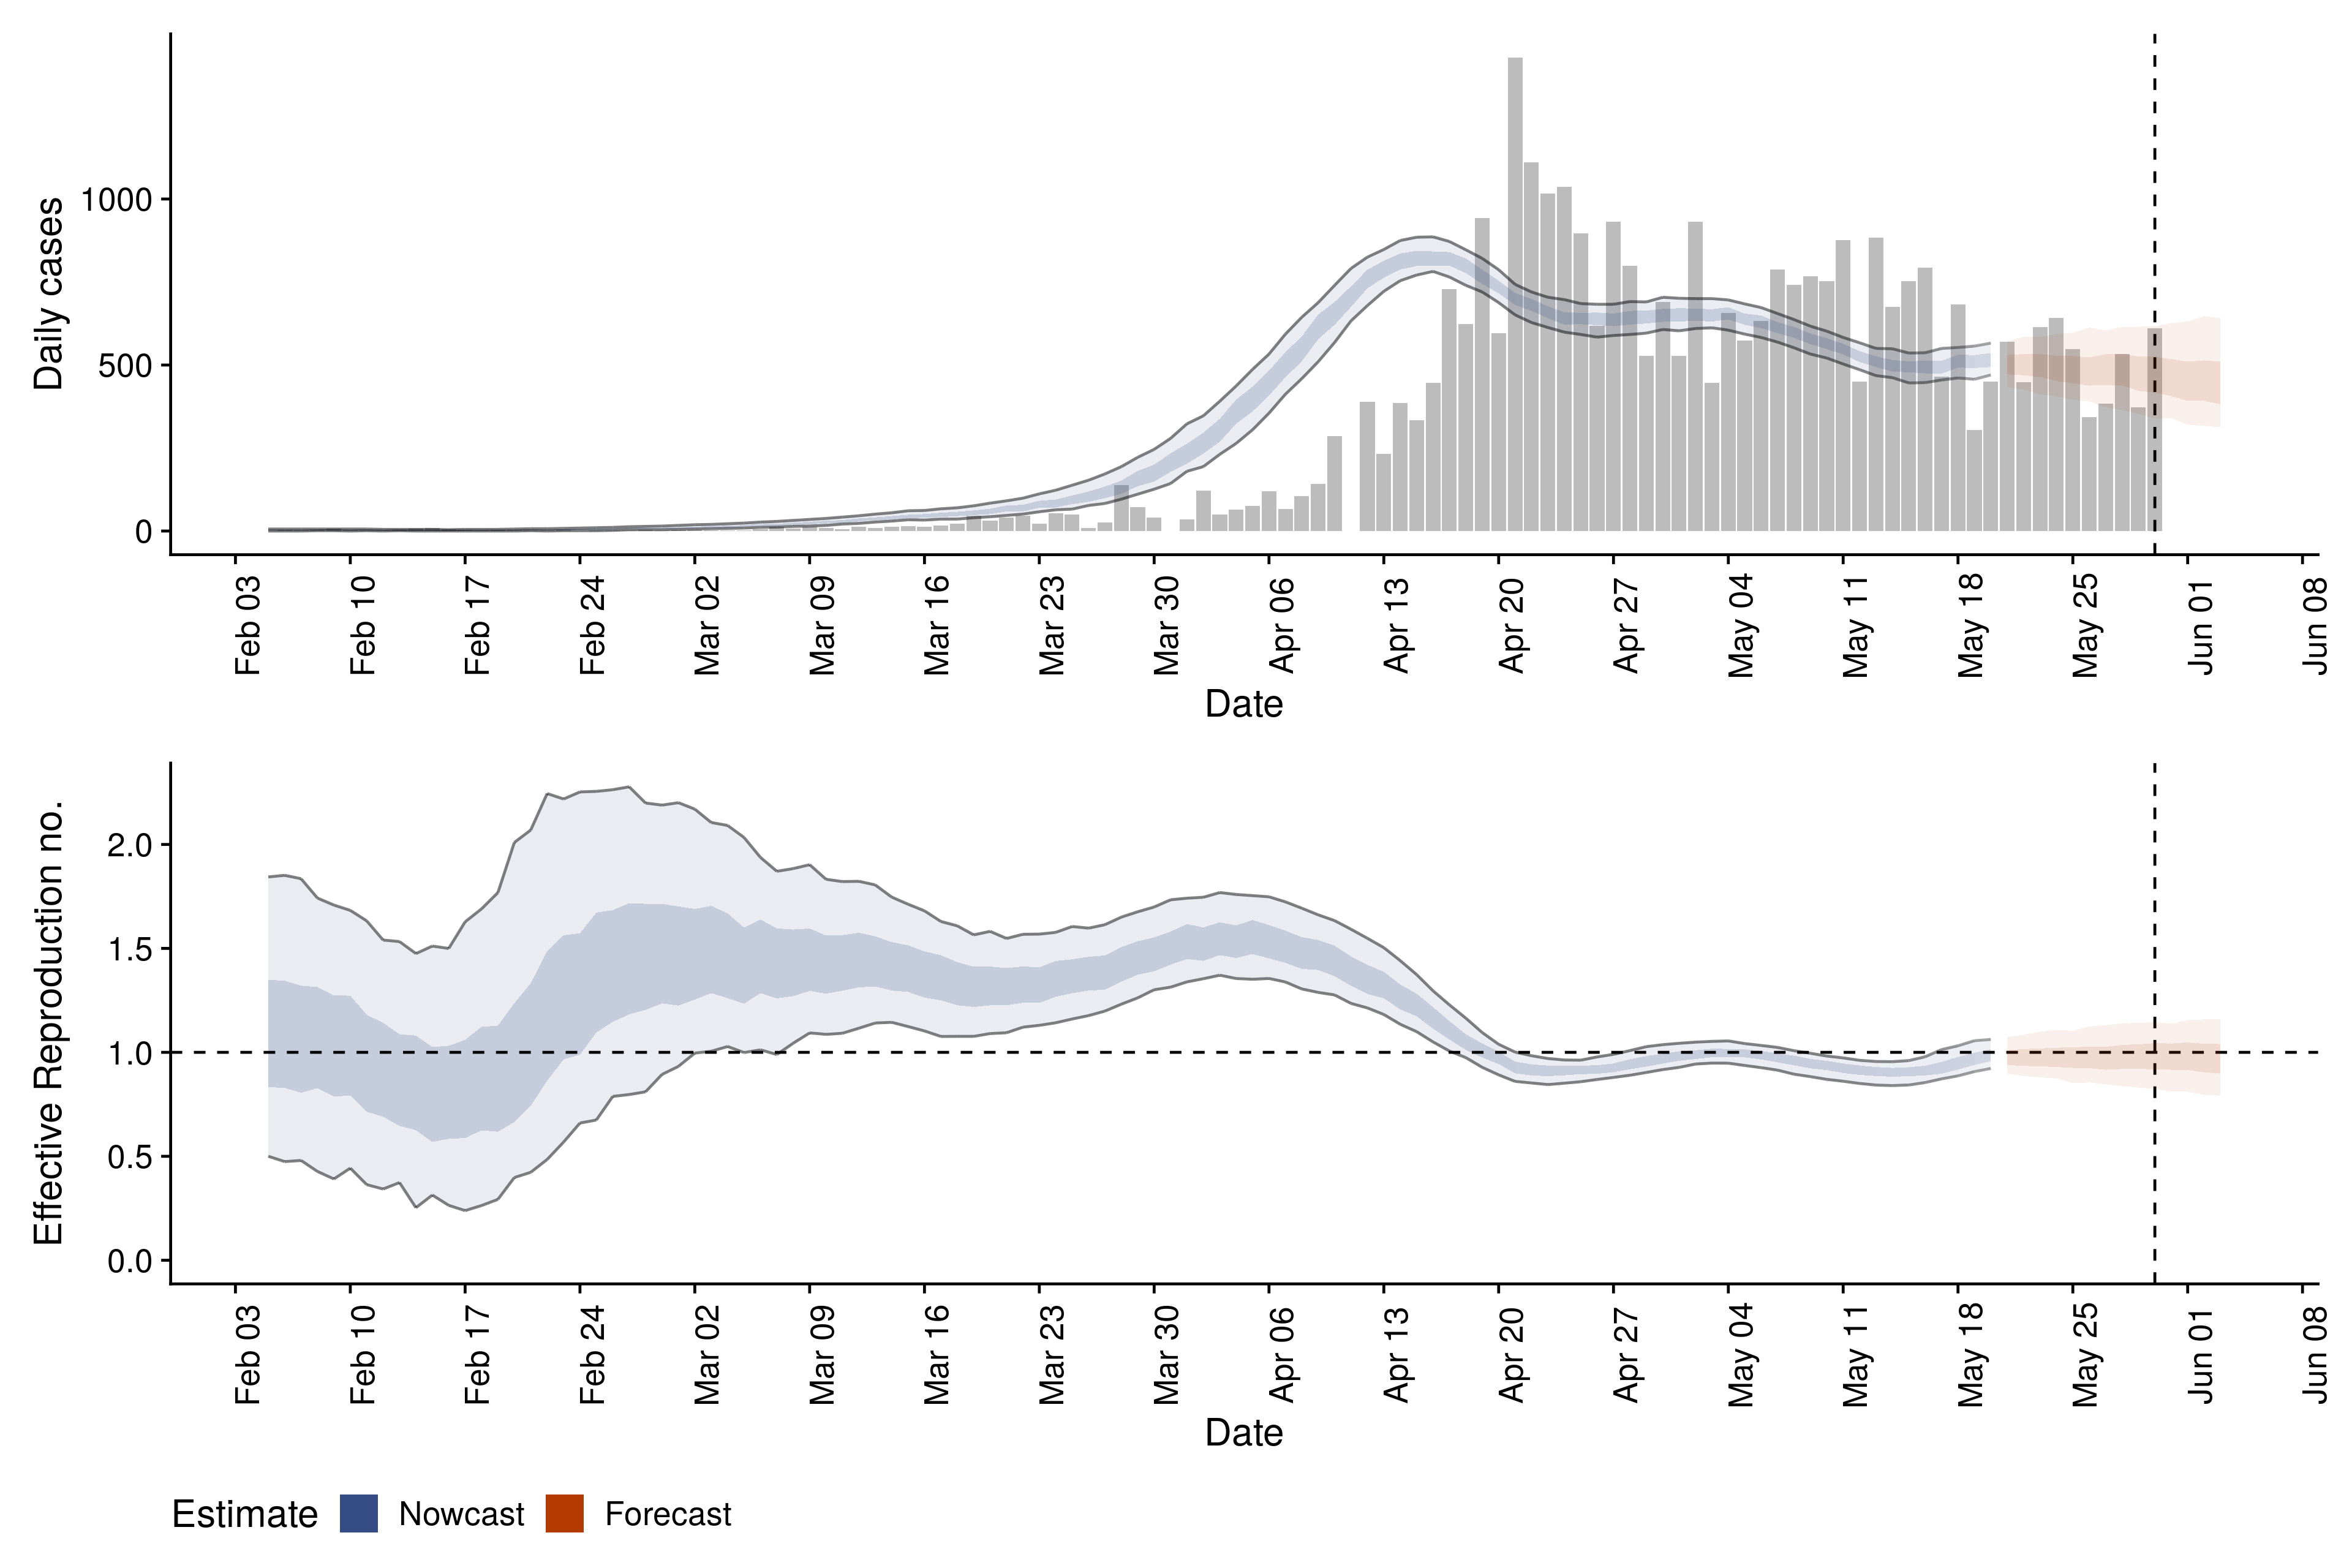 Daily cases
1000
500
0
Feb 03
Feb 10
Feb 17
Feb 24
Mar 02
Mar 09
Mar 16
Mar 23
Mar 30
Apr 06
Apr 13
Apr 20
Apr 27
May 04
May 11
May 18
May 25
Jun 01
Jun 08
Date
Effective Reproduction no.
2.0
1.5
1.0
0.5
0.0
Feb 03
Feb 10
Feb 17
Feb 24
Mar 02
Mar 09
Mar 16
Mar 23
Mar 30
Apr 06
Apr 13
Apr 20
Apr 27
May 04
May 11
May 18
May 25
Jun 01
Jun 08
Date
Estimate Nowcast Forecast